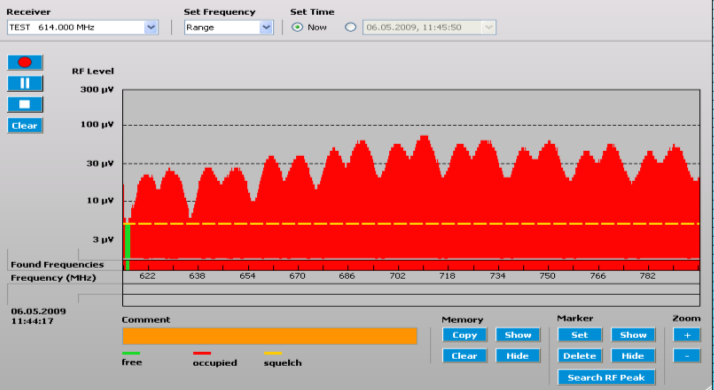 Receiver Set Frequency Set Time
TEST 614.000 MHz Range Now 06.05.2009, 11:45:50
RF Level
300 µV
Clear
100 µV
30 µV
10 µV
3 µV
Found Frequencies
Frequency (MHz) 622 638 654 670 686 702 718 734 750 766 782
06.05.2009
11:44:17
Comment
free occupied squelch
Memory
Copy Show
Clear Hide
Marker
Set Show
Delete Hide
Search RF Peak
Zoom
+
-